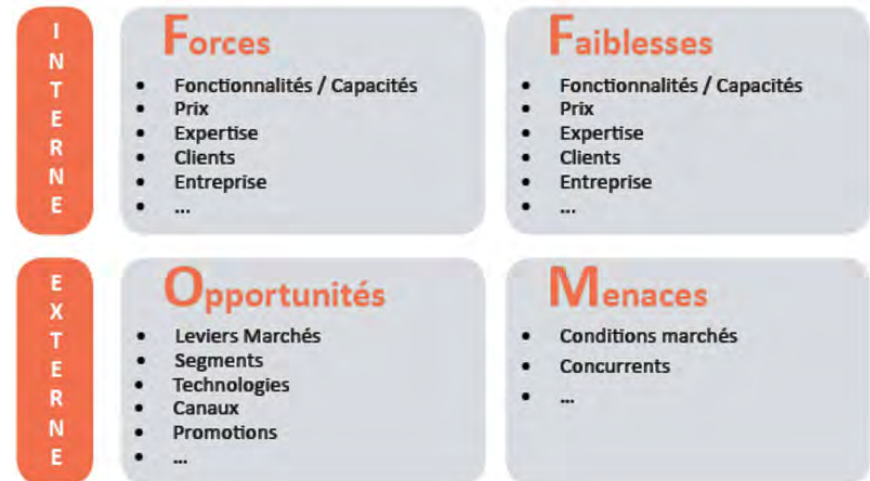 INTERNE
Forces
• Fonctionnalités / Capacités
• Prix
• Expertise
• Clients
• Entreprise
• ...
Faiblesses
• Fonctionnalités / Capacités
• Prix
• Expertise
• Clients
• Entreprise
• ...
EXTERNE
Opportunités
• Leviers Marchés
• Segments
• Technologies
• Canaux
• Promotions
• ...
Menaces
• Conditions marchés
• Concurrents
• ...